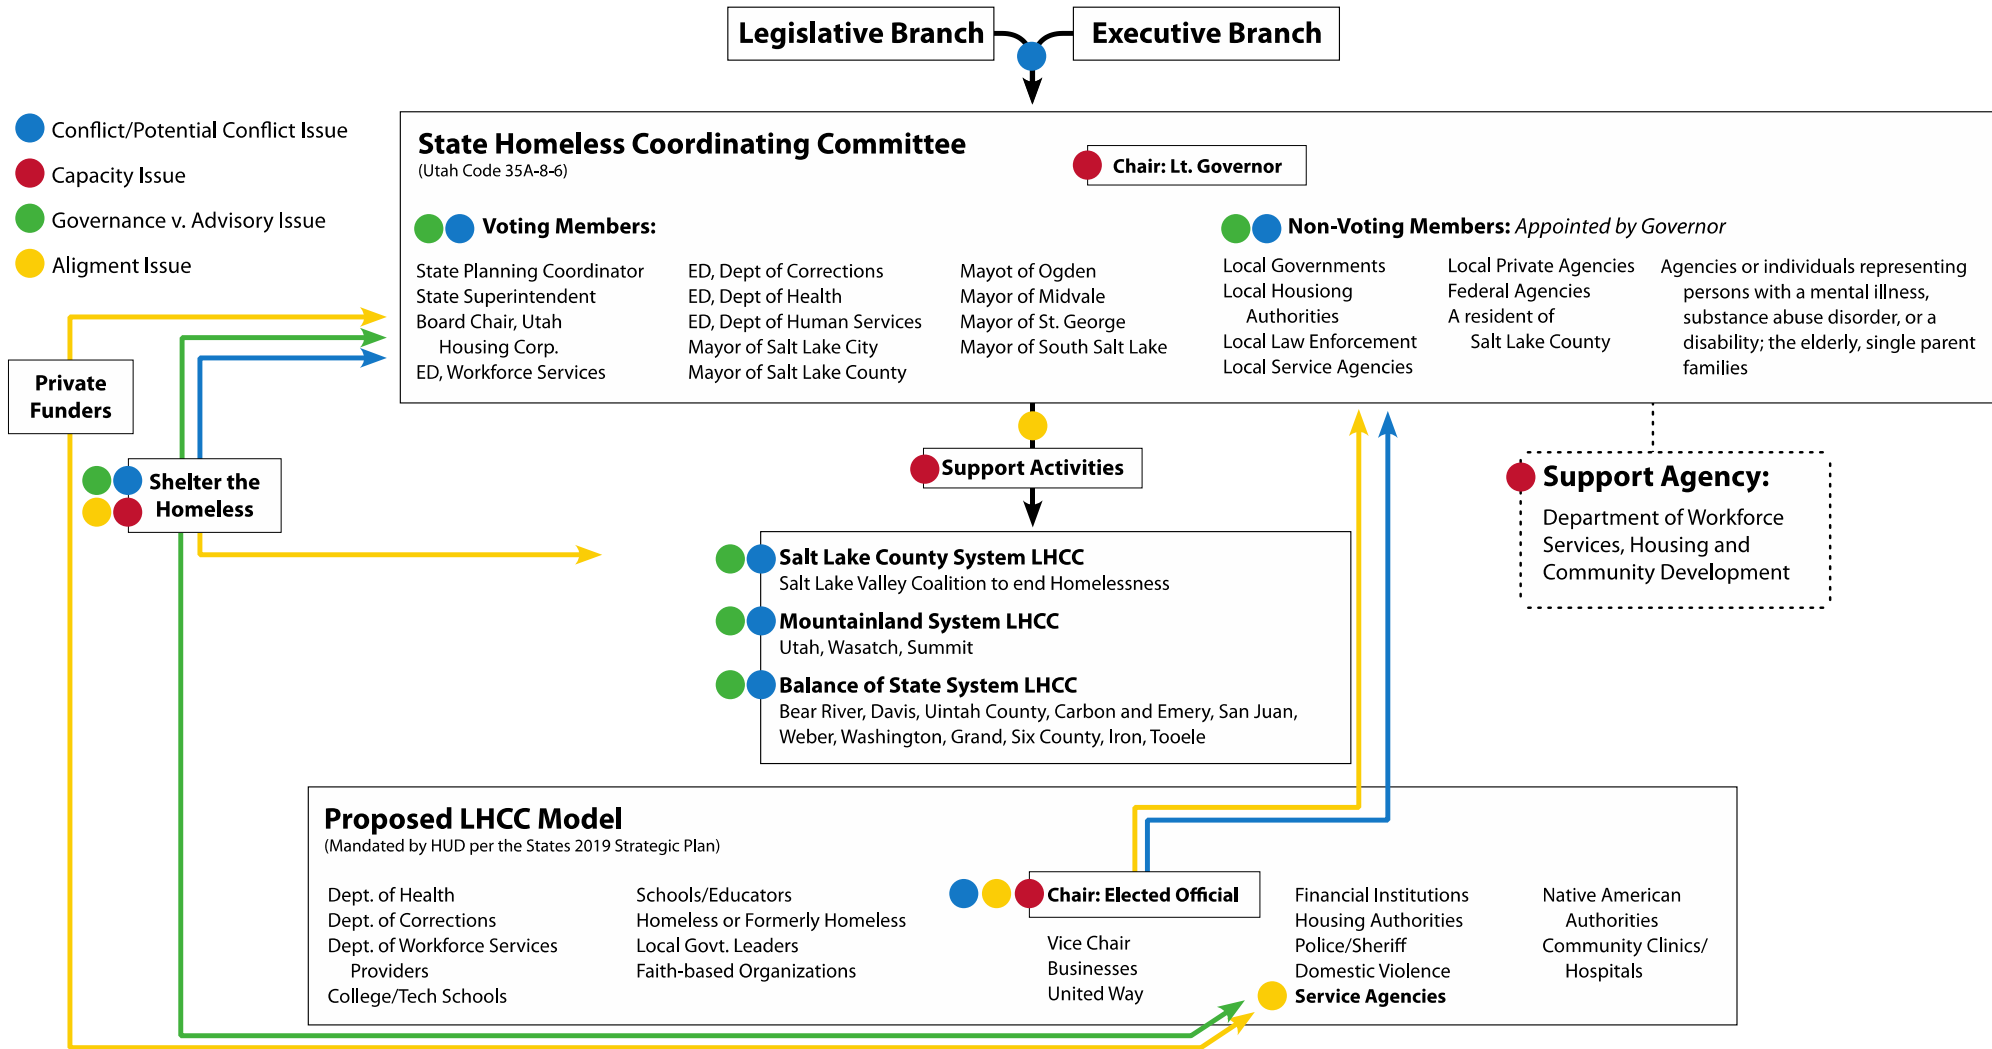 Legislative Branch
Executive Branch
Conflict/Potential Conflict Issue
Capacity Issue
Governance v. Advisory Issue
Aligment Issue
State Homeless Coordinating Committee
(Utah Code 35A-8-6)
Chair: Lt. Governor
Voting Members:
State Planning Coordinator
State Superintendent
Board Chair, Utah
Housing Corp.
ED, Workforce Services
ED, Dept of Corrections
ED, Dept of Health
ED, Dept of Human Services
Mayor of Salt Lake City
Mayor of Salt Lake County
Mayot of Ogden
Mayor of Midvale
Mayor of St. George
Mayor of South Salt Lake
Non-Voting Members: Appointed by Governor
Local Governments
Local Housiong
Authorities
Local Law Enforcement
Local Service Agencies
Local Private Agencies
Federal Agencies
A resident of
Salt Lake County
Agencies or individuals representing
persons with a mental illness,
substance abuse disorder, or a
disability; the elderly, single parent
families
Private
Funders
Shelter the
Homeless
Support Activities
Support Agency:
Department of Workforce
Services, Housing and
Community Development
Salt Lake County System LHCC
Salt Lake Valley Coalition to end Homelessness
Mountainland System LHCC
Utah, Wasatch, Summit
Balance of State System LHCC
Bear River, Davis, Uintah County, Carbon and Emery, San Juan,
Weber, Washington, Grand, Six County, Iron, Tooele
Proposed LHCC Model
(Mandated by HUD per the States 2019 Strategic Plan)
Dept. of Health
Dept. of Corrections
Dept. of Workforce Services
Providers
College/Tech Schools
Schools/Educators
Homeless or Formerly Homeless
Local Govt. Leaders
Faith-based Organizations
Chair: Elected Official
Vice Chair
Businesses
United Way
Financial Institutions
Housing Authorities
Police/Sheriff
Domestic Violence
Service Agencies
Native American
Authorities
Community Clinics/
Hospitals